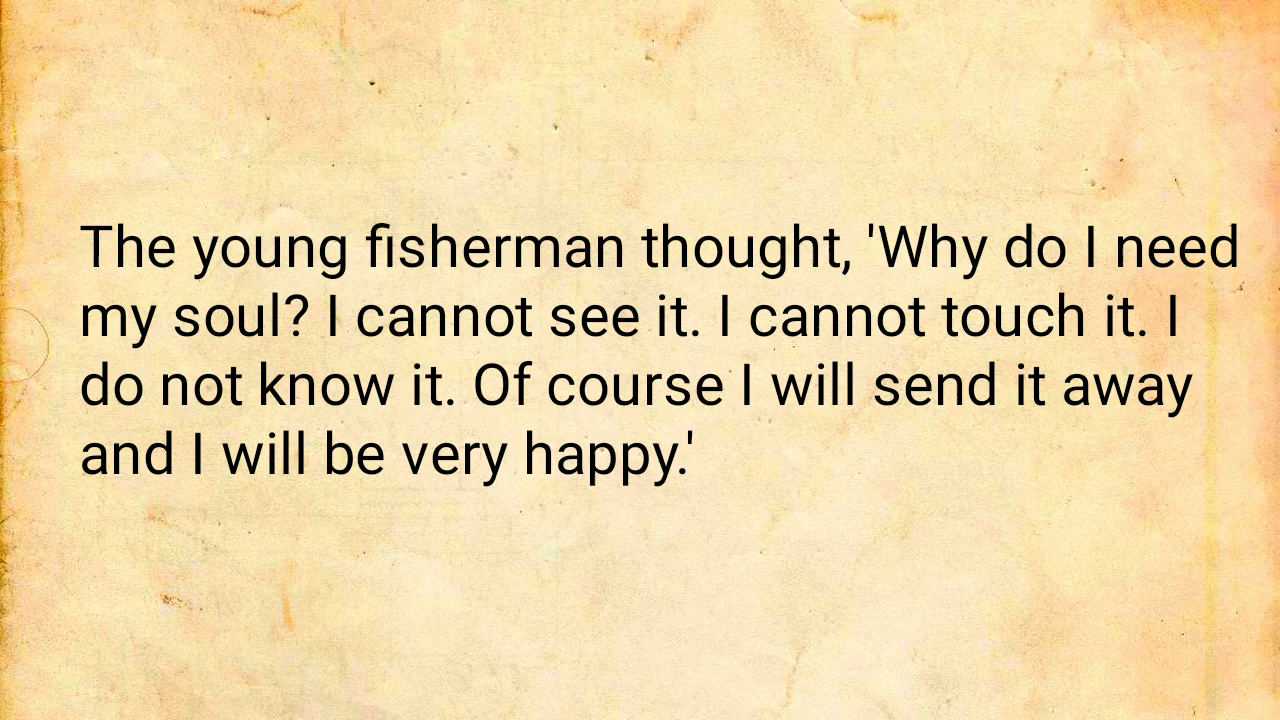 The young fisherman thought, 'Why do I need
my soul? I cannot see it. I cannot touch it. I
do not know it. Of course I will send it away
and I will be very happy.'